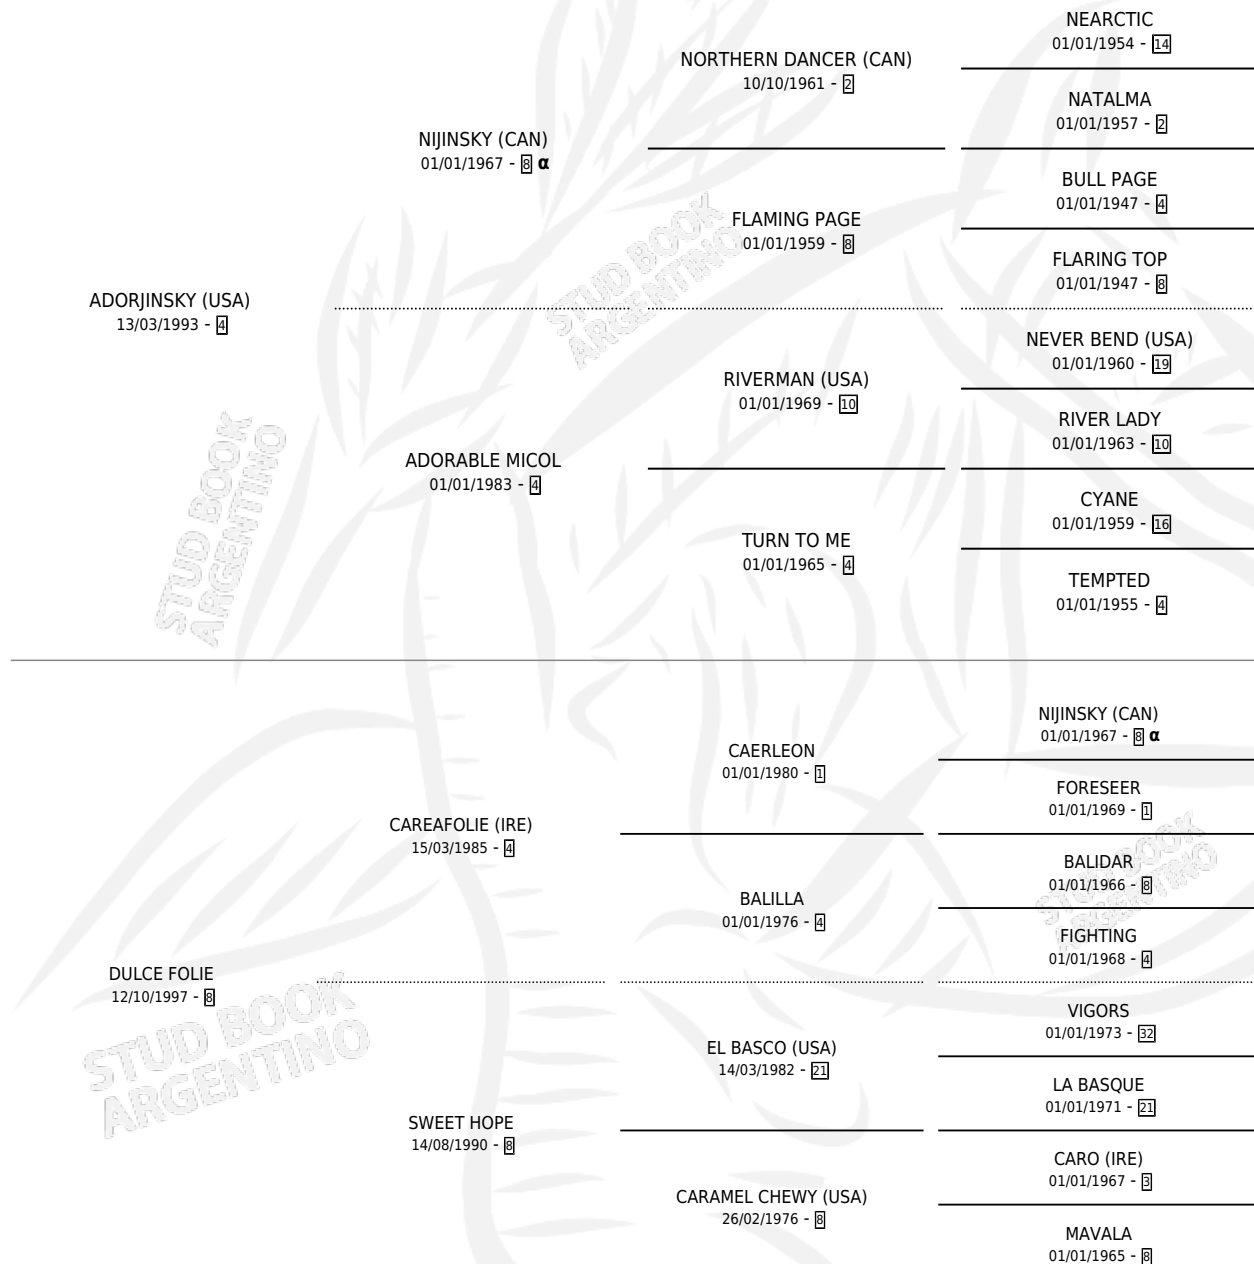 NEARCTIC
01/01/1954 - 14
NORTHERN DANCER (CAN)
10/10/1961 - 2
NATALMA
01/01/1957 - 2
NIJINSKY (CAN)
01/01/1967 - 8 α
BULL PAGE
01/01/1947 - 4
FLAMING PAGE
01/01/1959 - 8
FLARING TOP
01/01/1947 - 8
ADORJINSKY (USA)
13/03/1993 - 4
NEVER BEND (USA)
01/01/1960 - 19
RIVERMAN (USA)
01/01/1969 - 10
RIVER LADY
01/01/1963 - 10
ADORABLE MICOL
01/01/1983 - 4
CYANE
01/01/1959 - 16
TURN TO ME
01/01/1965 - 4
TEMPTED
01/01/1955 - 4
NIJINSKY (CAN)
01/01/1967 - 8 α
CAERLEON
01/01/1980 - 1
FORESEER
01/01/1969 - 1
CAREAFOLIE (IRE)
15/03/1985 - 4
BALIDAR
01/01/1966 - 8
BALILLA
01/01/1976 - 4
FIGHTING
01/01/1968 - 4
DULCE FOLIE
12/10/1997 - 8
VIGORS
01/01/1973 - 32
EL BASCO (USA)
14/03/1982 - 21
LA BASQUE
01/01/1971 - 21
SWEET HOPE
14/08/1990 - 8
CARO (IRE)
01/01/1967 - 3
CARAMEL CHEWY (USA)
26/02/1976 - 8
MAVALA
01/01/1965 - 8
STUD BOOK
ARGENTINO
STUD BOOK
ARGENTINO
STUD BOOK
ARGENTINO
STUD BOOK
ARGENTINO